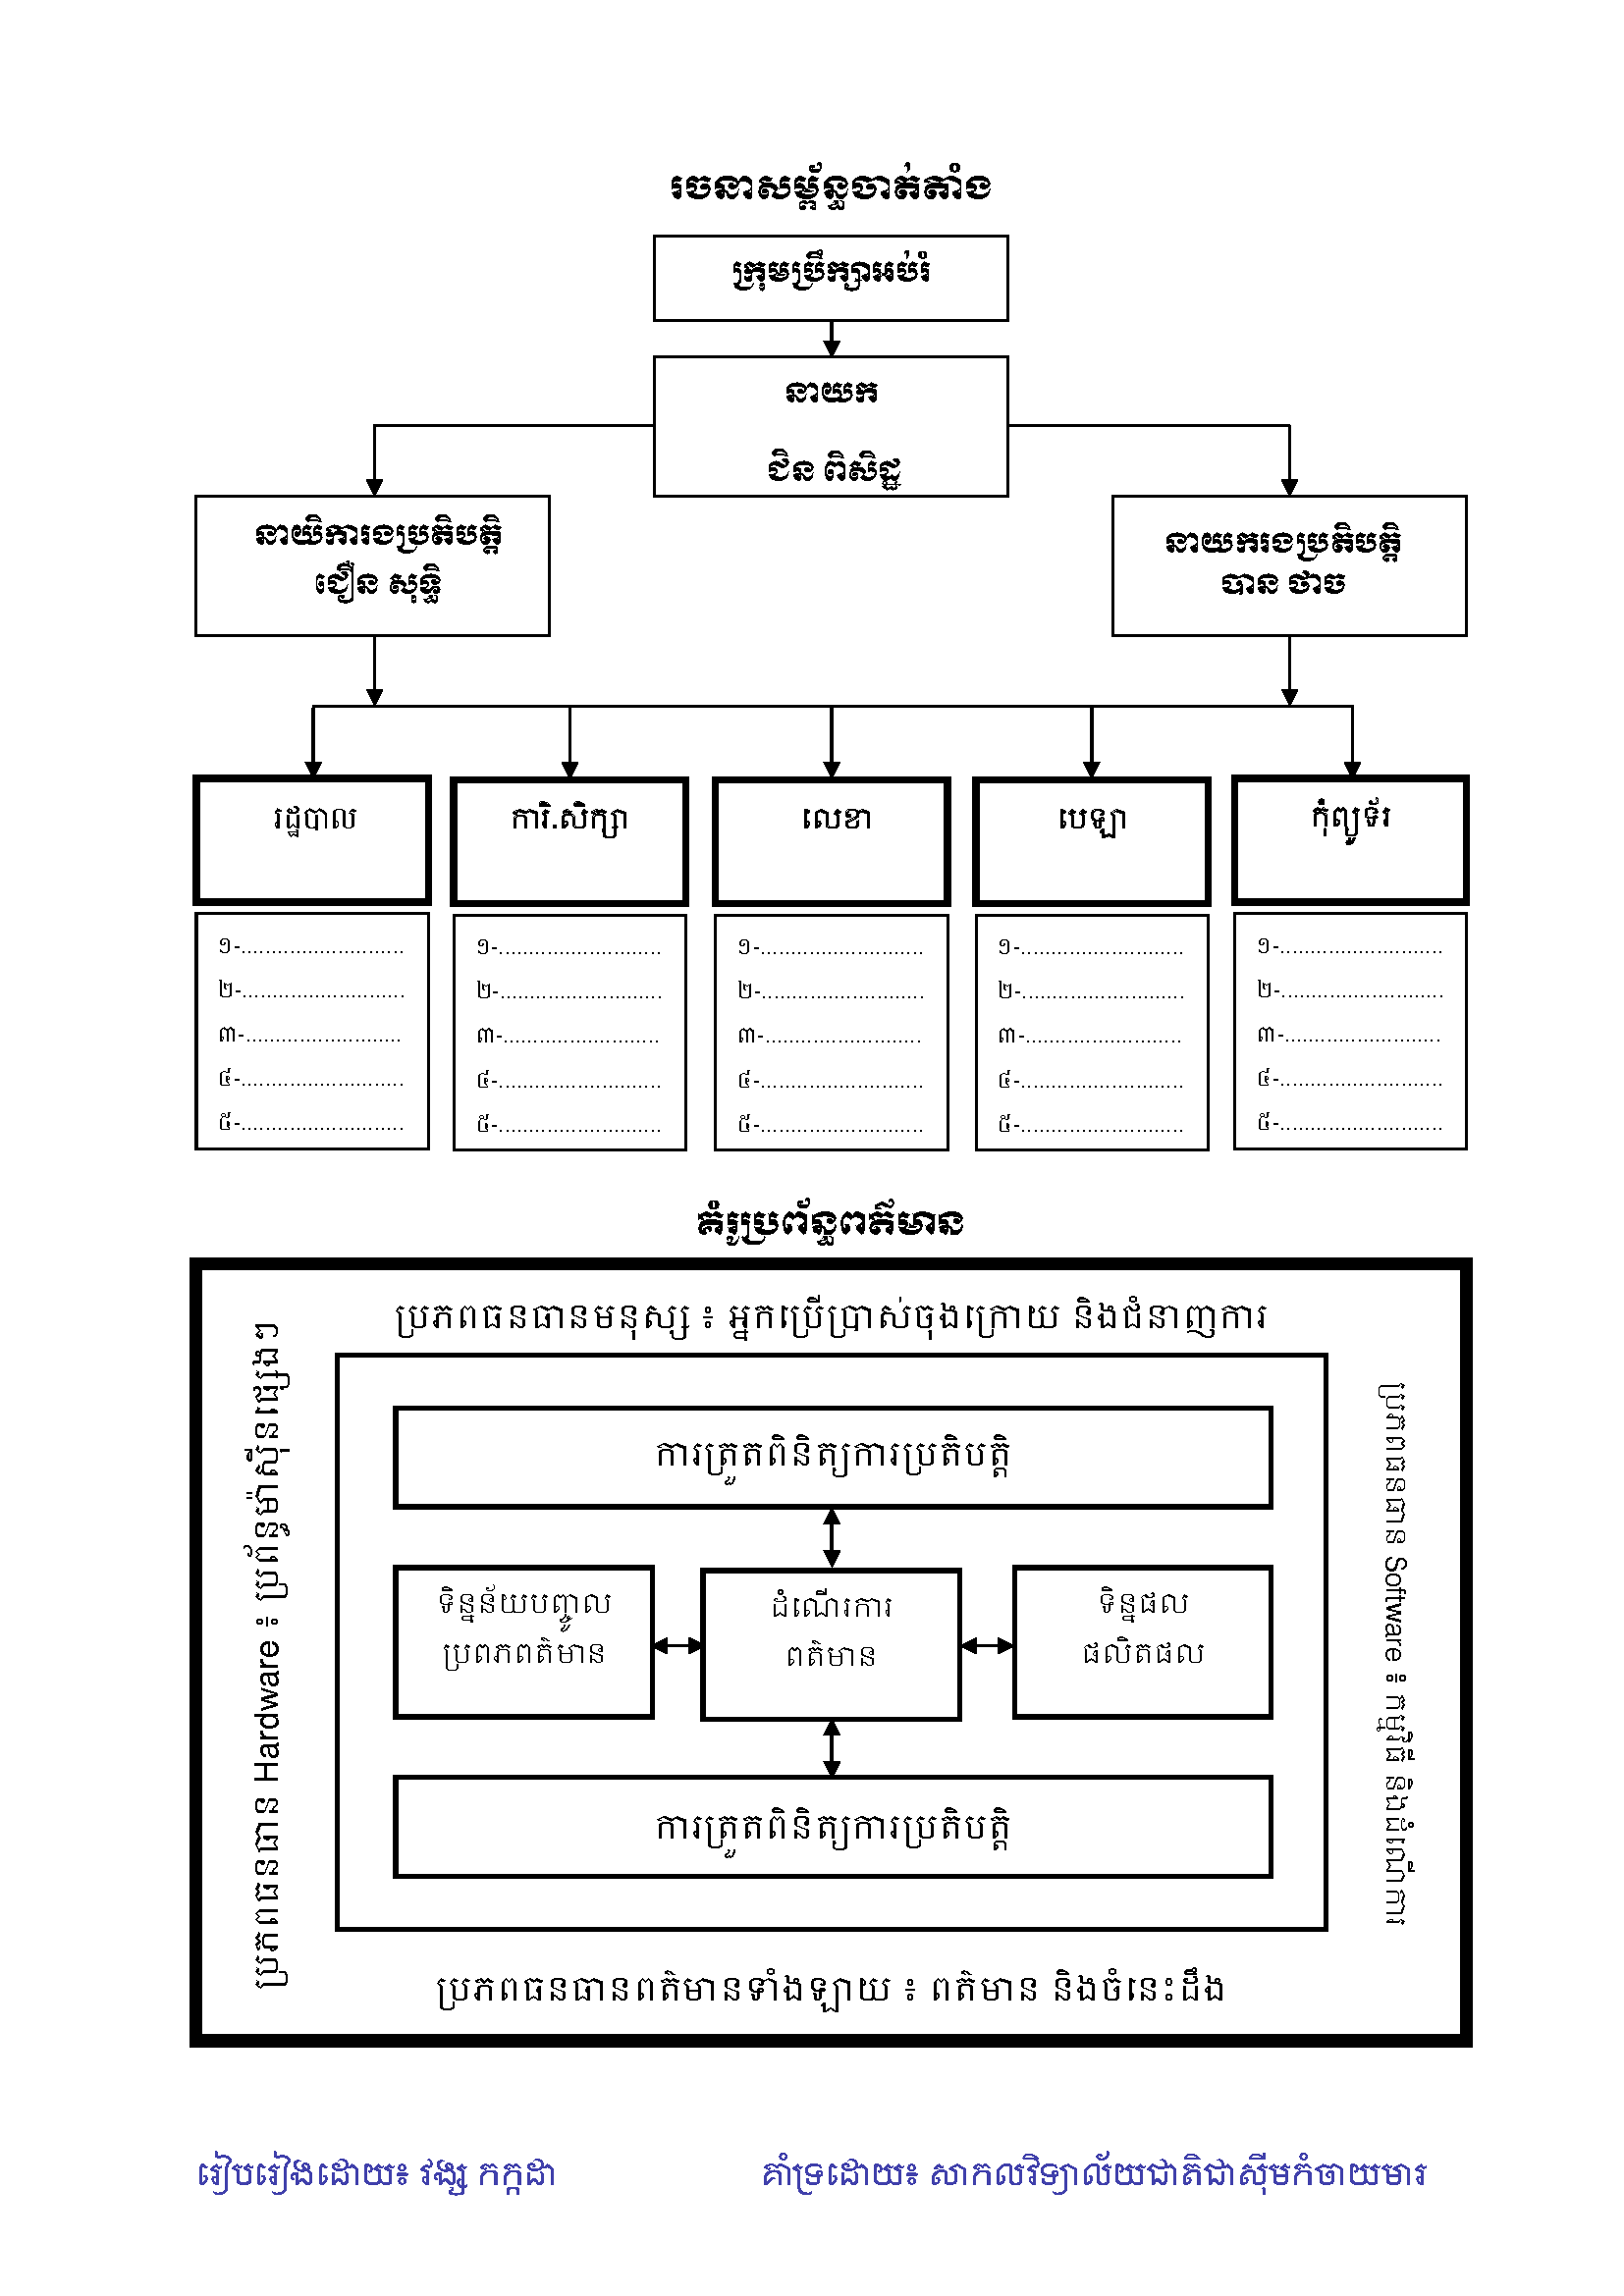 រចនាសម្ព័ន្ធចាត់តាំង
ក្រុមប្រឹក្សាអប់រំ
នាយក
ជិន ពិសិដ្ឋ
នាយិការងប្រតិបត្តិ
ជឿន សុទ្ធិ
នាយករងប្រតិបត្តិ
បាន ថាច
រដ្ឋបាល
ការិ.សិក្សា
លេខា
បេឡា
កុំព្យូទ័រ
១-...........................
២-...........................
៣-..........................
៤-...........................
៥-...........................
១-...........................
២-...........................
៣-..........................
៤-...........................
៥-...........................
១-...........................
២-...........................
៣-..........................
៤-...........................
៥-...........................
១-...........................
២-...........................
៣-..........................
៤-...........................
៥-...........................
១-...........................
២-...........................
៣-..........................
៤-...........................
៥-...........................
គំរូប្រព័ន្ធពត៌មាន
ប្រភពធនធានមនុស្ស ៖ អ្នកប្រើប្រាស់ចុងក្រោយ និងជំនាញការ
ប្រភពធនធាន Hardware ៖ ប្រព័ន្ធម៉ាស៊ីនផ្សេង ៗ
ការត្រួតពិនិត្យការប្រតិបត្តិ
ទិន្នន័យបញ្ចូល
ប្រពភពត៌មាន
ដំណើរការ
ពត៌មាន
ទិន្នផល
ផលិតផល
ការត្រួតពិនិត្យការប្រតិបត្តិ
ប្រភពធនធាន Software ៖ កម្មវិធី និងដំណើការ
ប្រភពធនធានពត៌មានទាំងឡាយ ៖ ពត៌មាន និងចំនេះដឹង
រៀបរៀងដោយ៖ វង្ស កក្កដា
គាំទ្រដោយ៖ សាកលវិទ្យាល័យជាតិជាស៊ីមកំចាយមារ